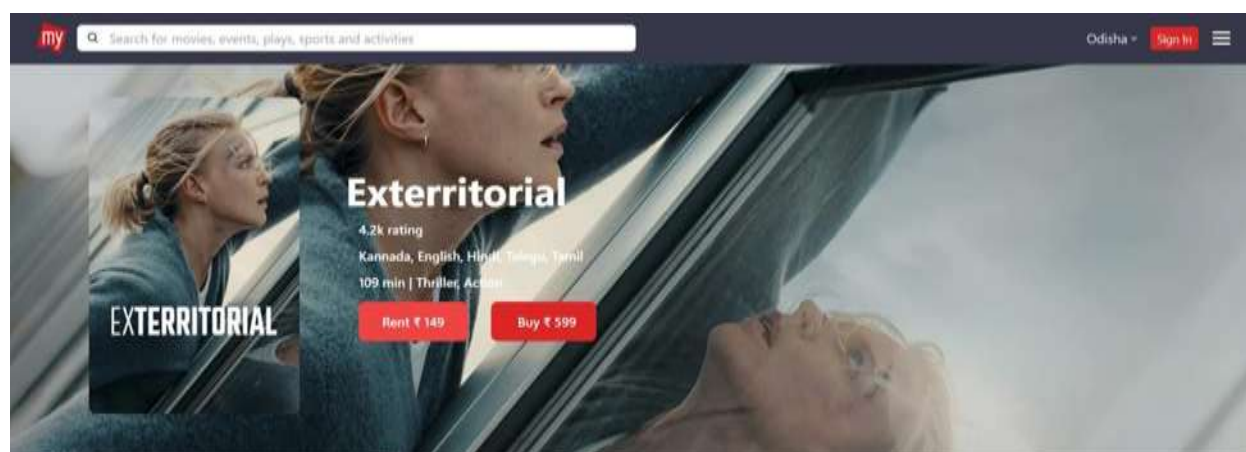 my
Search for movies, events, plays, sports and activities
Odisha
Sign In
Exterritorial
4.2k rating
Kannada, English, Hindi, Telegu, Tamil
109 min | Thriller, Action
Rent ₹ 149
Buy ₹ 599
EXTERRITORIAL